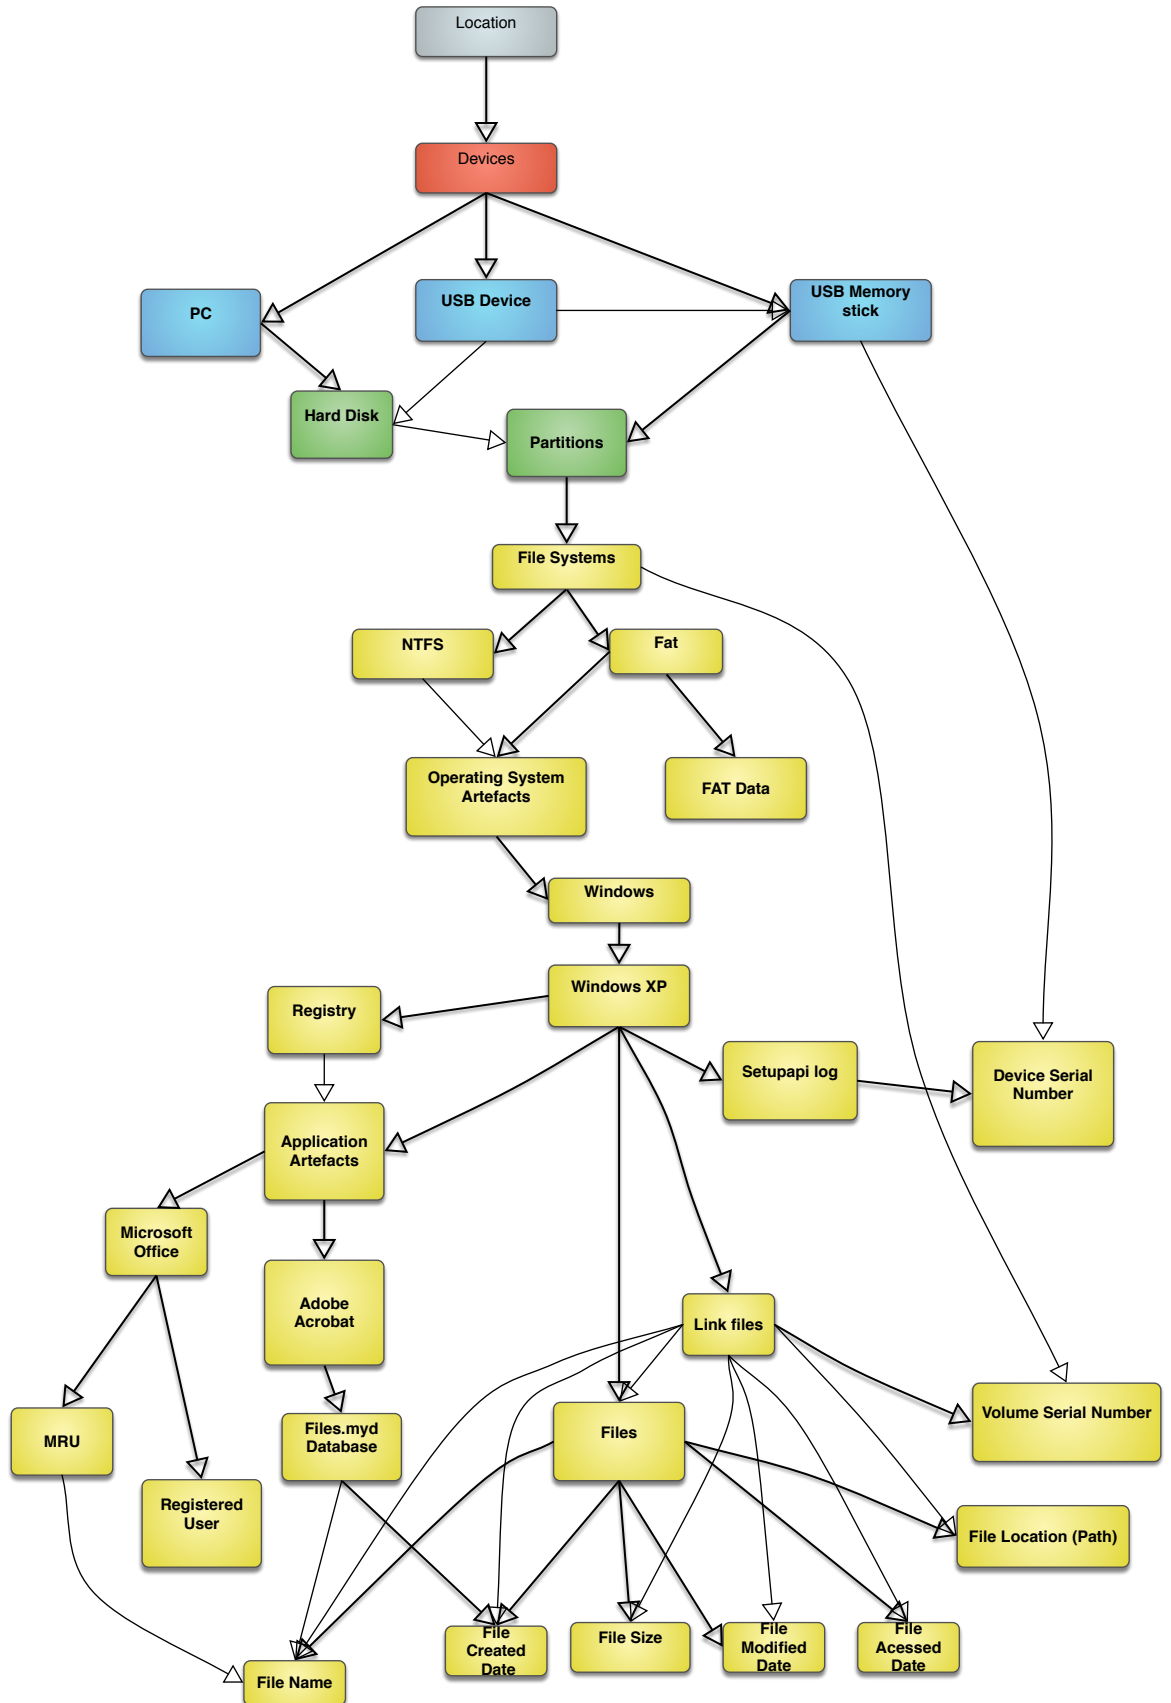 Location
Devices
PC
USB Device
USB Memory
stick
Hard Disk
Partitions
File Systems
NTFS
Fat
Operating System
Artefacts
FAT Data
Windows
Windows XP
Registry
Setupapi log
Device Serial
Number
Application
Artefacts
Microsoft
Office
Adobe
Acrobat
Link files
MRU
Files.myd
Database
Files
Volume Serial Number
Registered
User
File Location (Path)
File
Created
Date
File Size
File
Modified
Date
File
Acessed
Date
File Name